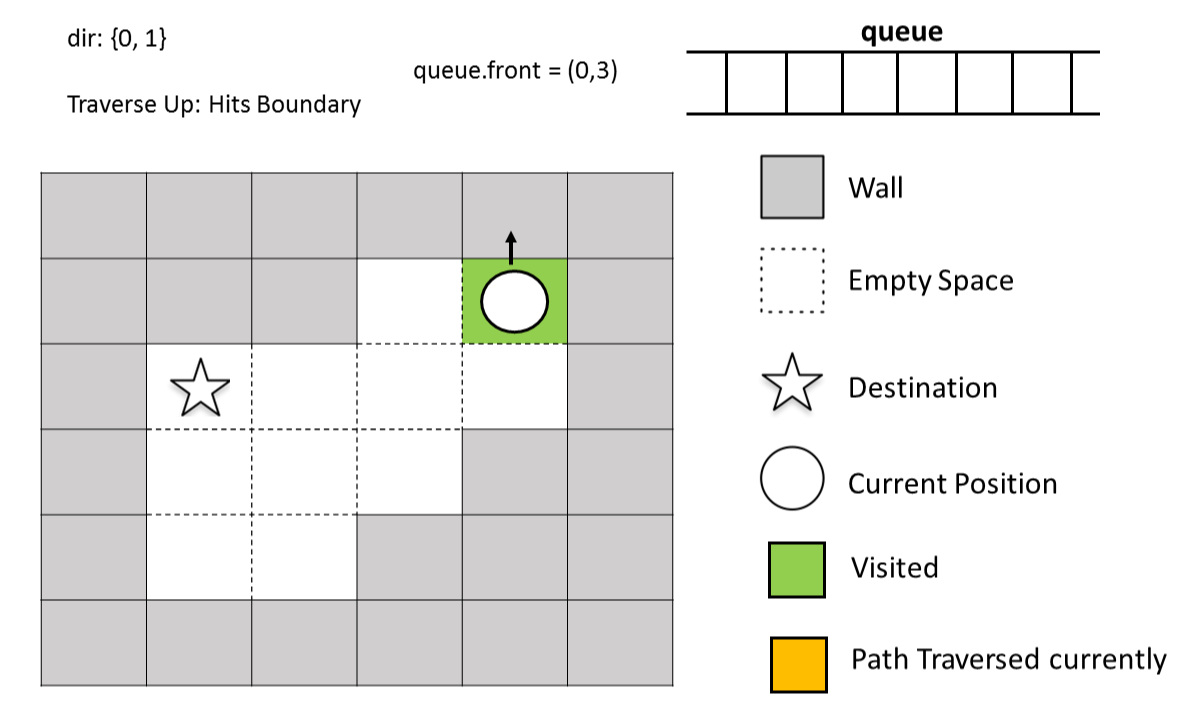 dir: {0, 1}
queue
queue.front = (0,3)
Traverse Up: Hits Boundary
Wall
Empty Space
Destination
Current Position
Visited
Path Traversed currently